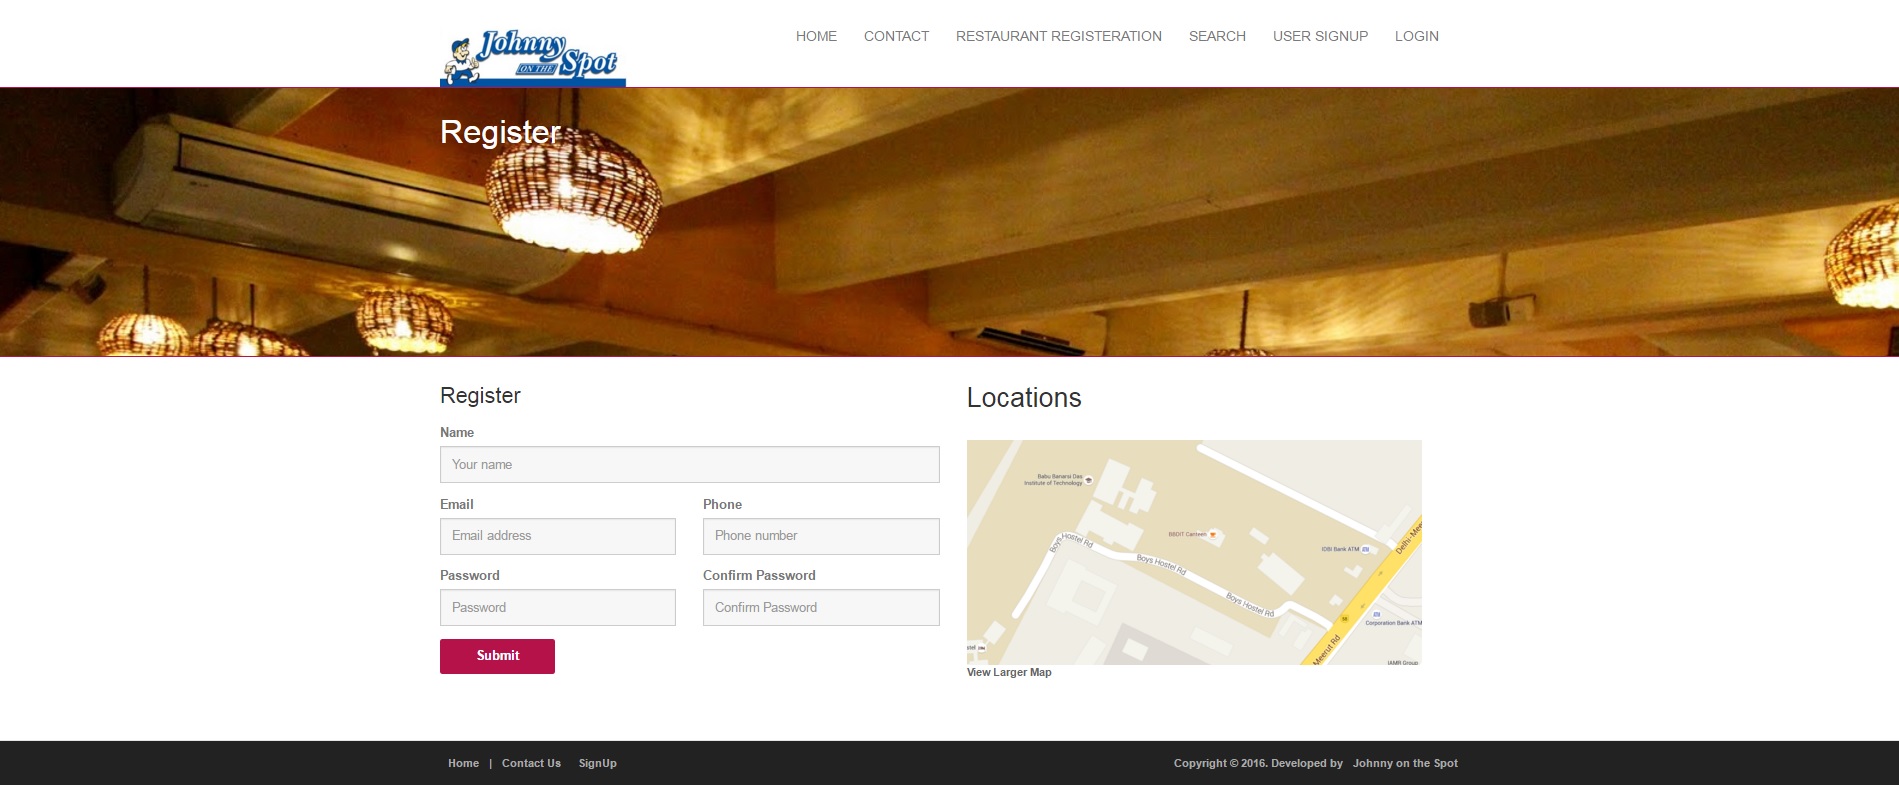 Johnny
ON THE Spot
HOME CONTACT RESTAURANT REGISTERATION SEARCH USER SIGNUP LOGIN
Register
Register
Name
Your name
Email Phone
Email address Phone number
Password Confirm Password
Password Confirm Password
Submit
Locations
Babu Banarsi Das
Institute of Technology
BBDIT Canteen
IDBI Bank ATM
Delhi-Mee
Boys Hostel Rd
Boys Hostel Rd
Boys Hostel Rd
58
Corporation Bank ATM
Meerut Rd
IAMR Group
stel
View Larger Map
Home | Contact Us SignUp
Copyright © 2016. Developed by Johnny on the Spot